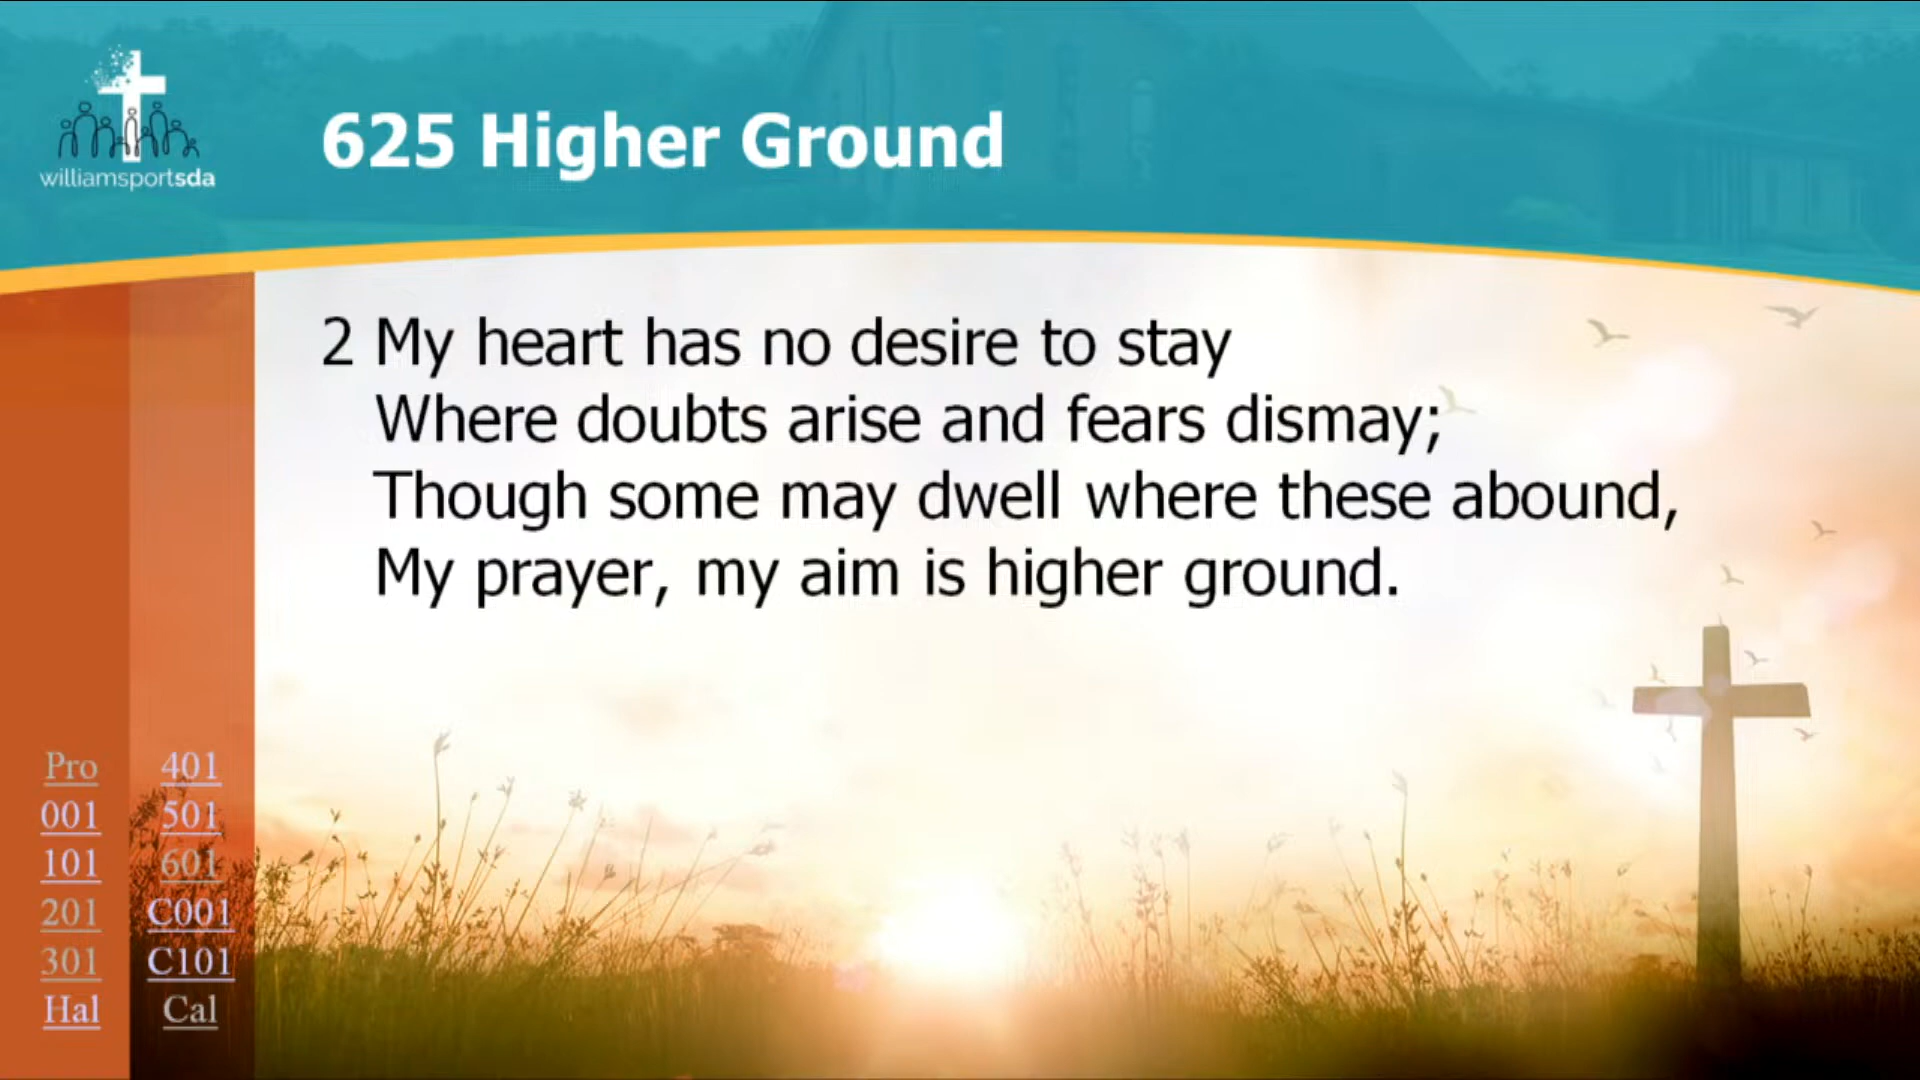 williamsportsda
625 Higher Ground
2 My heart has no desire to stay
Where doubts arise and fears dismay;
Though some may dwell where these abound,
My prayer, my aim is higher ground.
Pro 401
001 501
101 601
201 C001
301 C101
Hal Cal